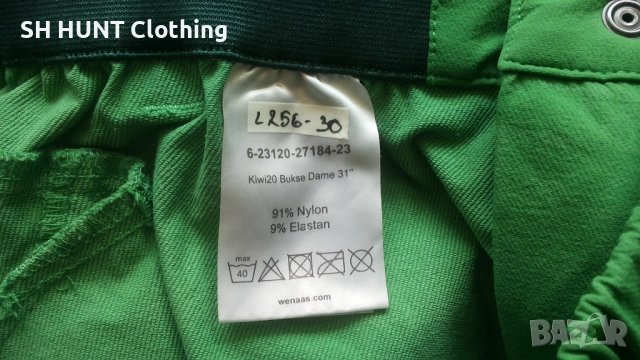 SH HUNT Clothing
L256-30
6-23120-27184-23
Kiwi20 Bukse Dame 31"
91% Nylon
9% Elastan
max
40
wenaas.com
BAZAR